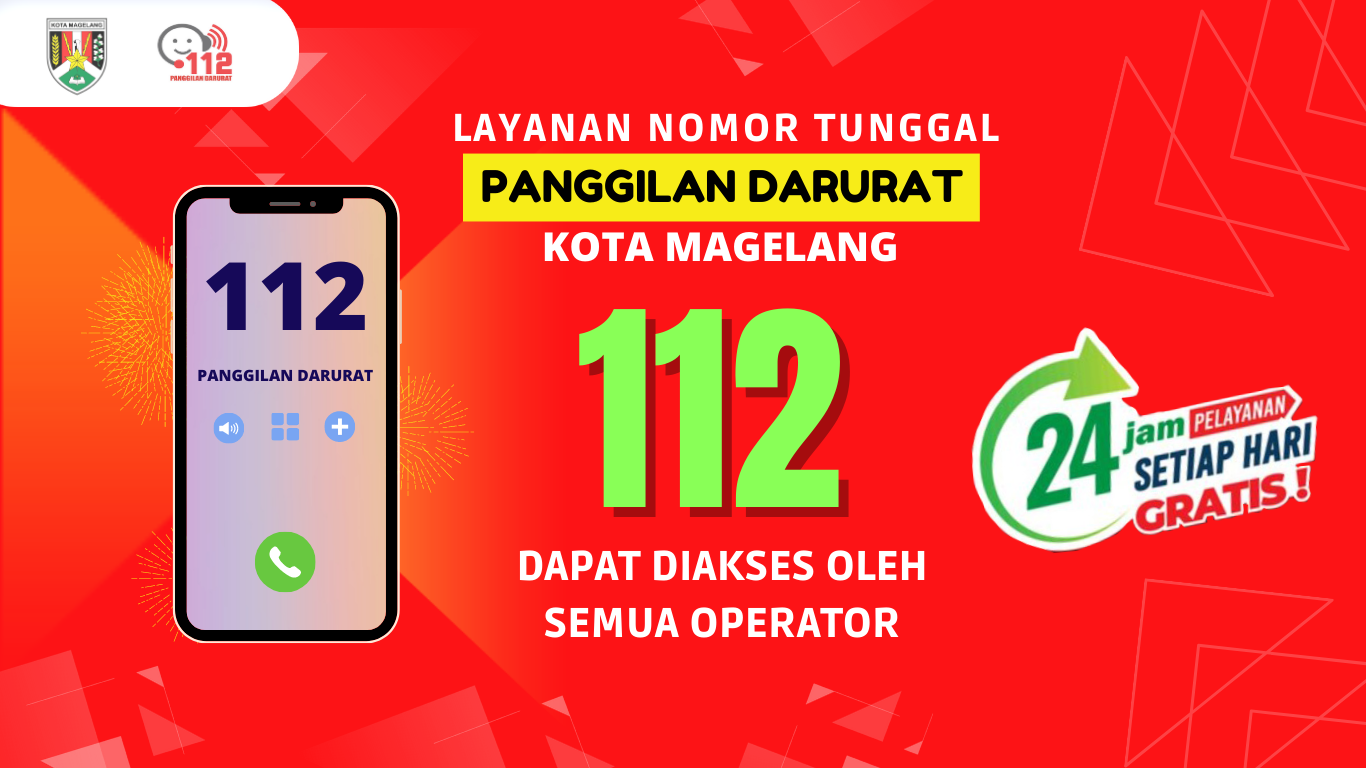 KOTA MAGELANG
112
PANGGILAN DARURAT
LAYANAN NOMOR TUNGGAL
PANGGILAN DARURAT
KOTA MAGELANG
112
DAPAT DIAKSES OLEH
SEMUA OPERATOR
112
PANGGILAN DARURAT
24 jam PELAYANAN
SETIAP HARI
GRATIS!